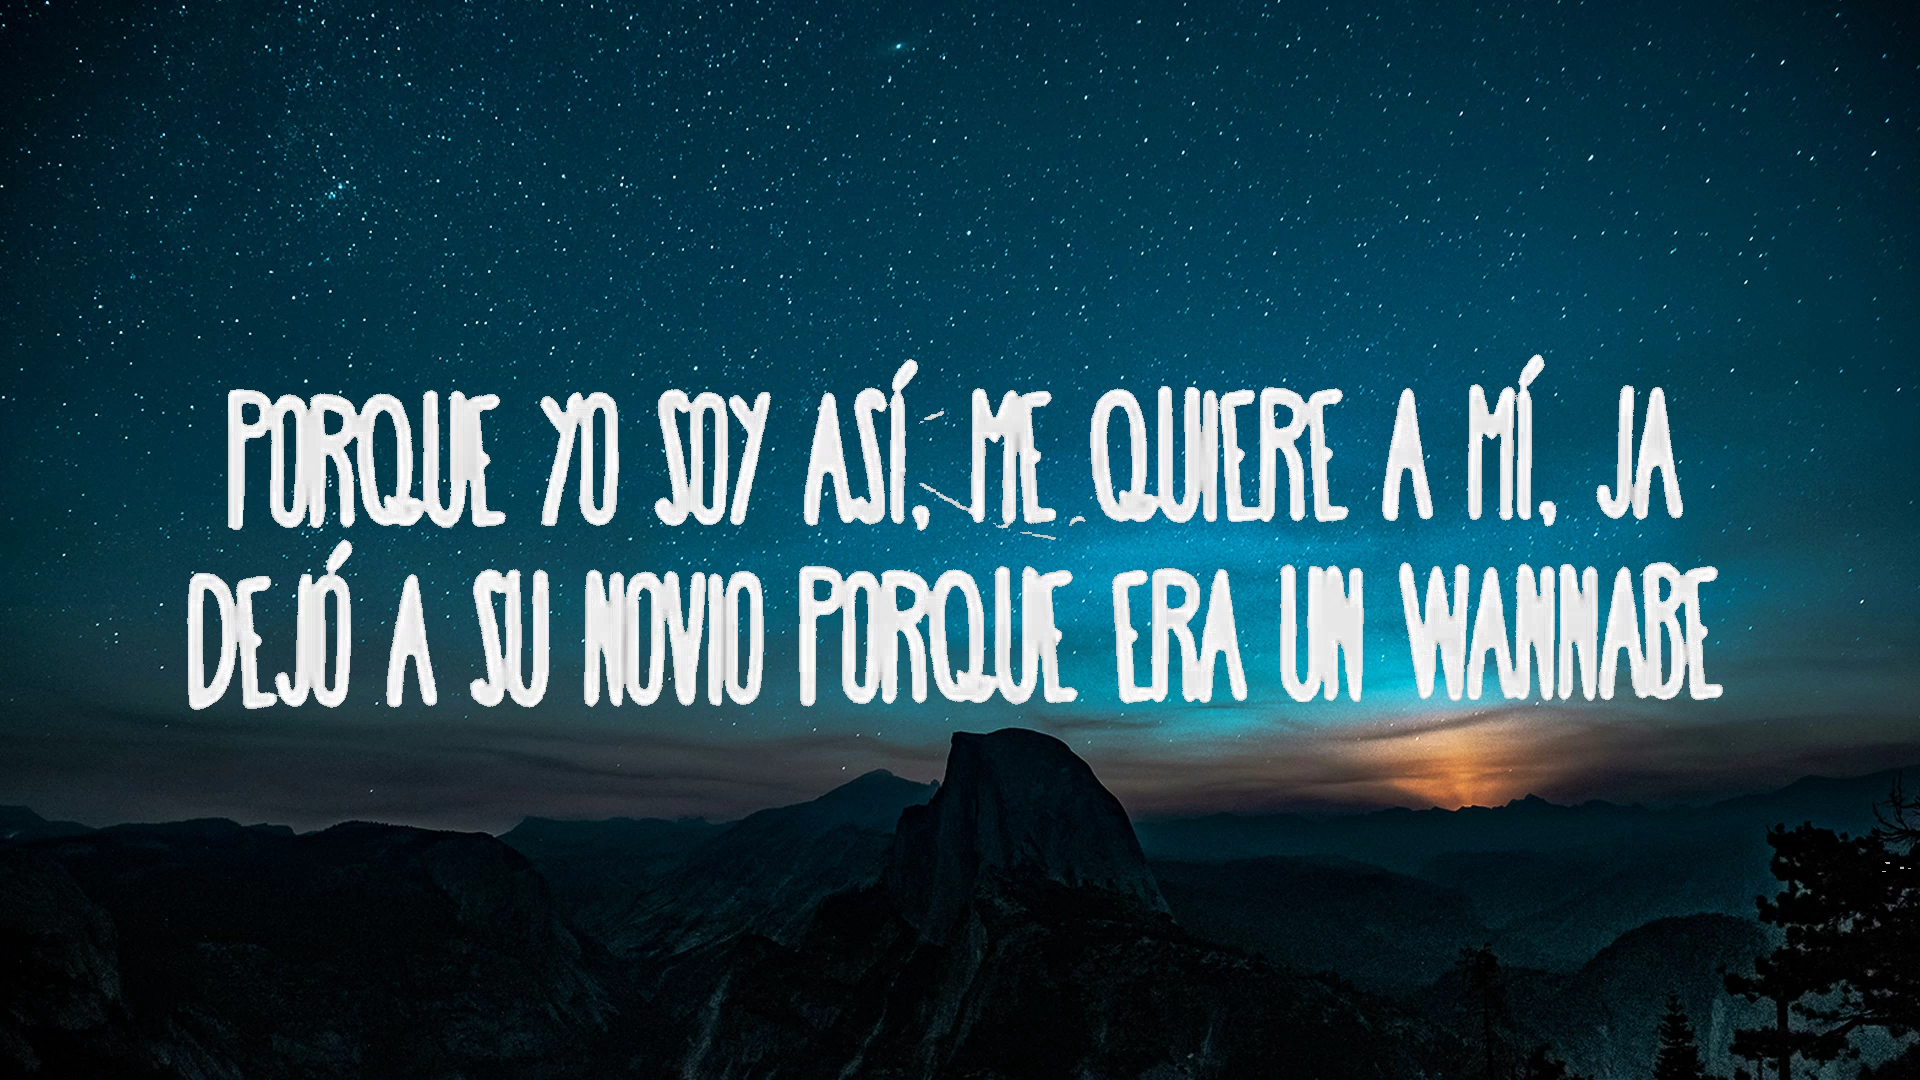 PORQUE YO SOY ASÍ, ME QUIERE A MÍ, JA
DEJÓ A SU NOVIO PORQUE ERA UN WANNABE